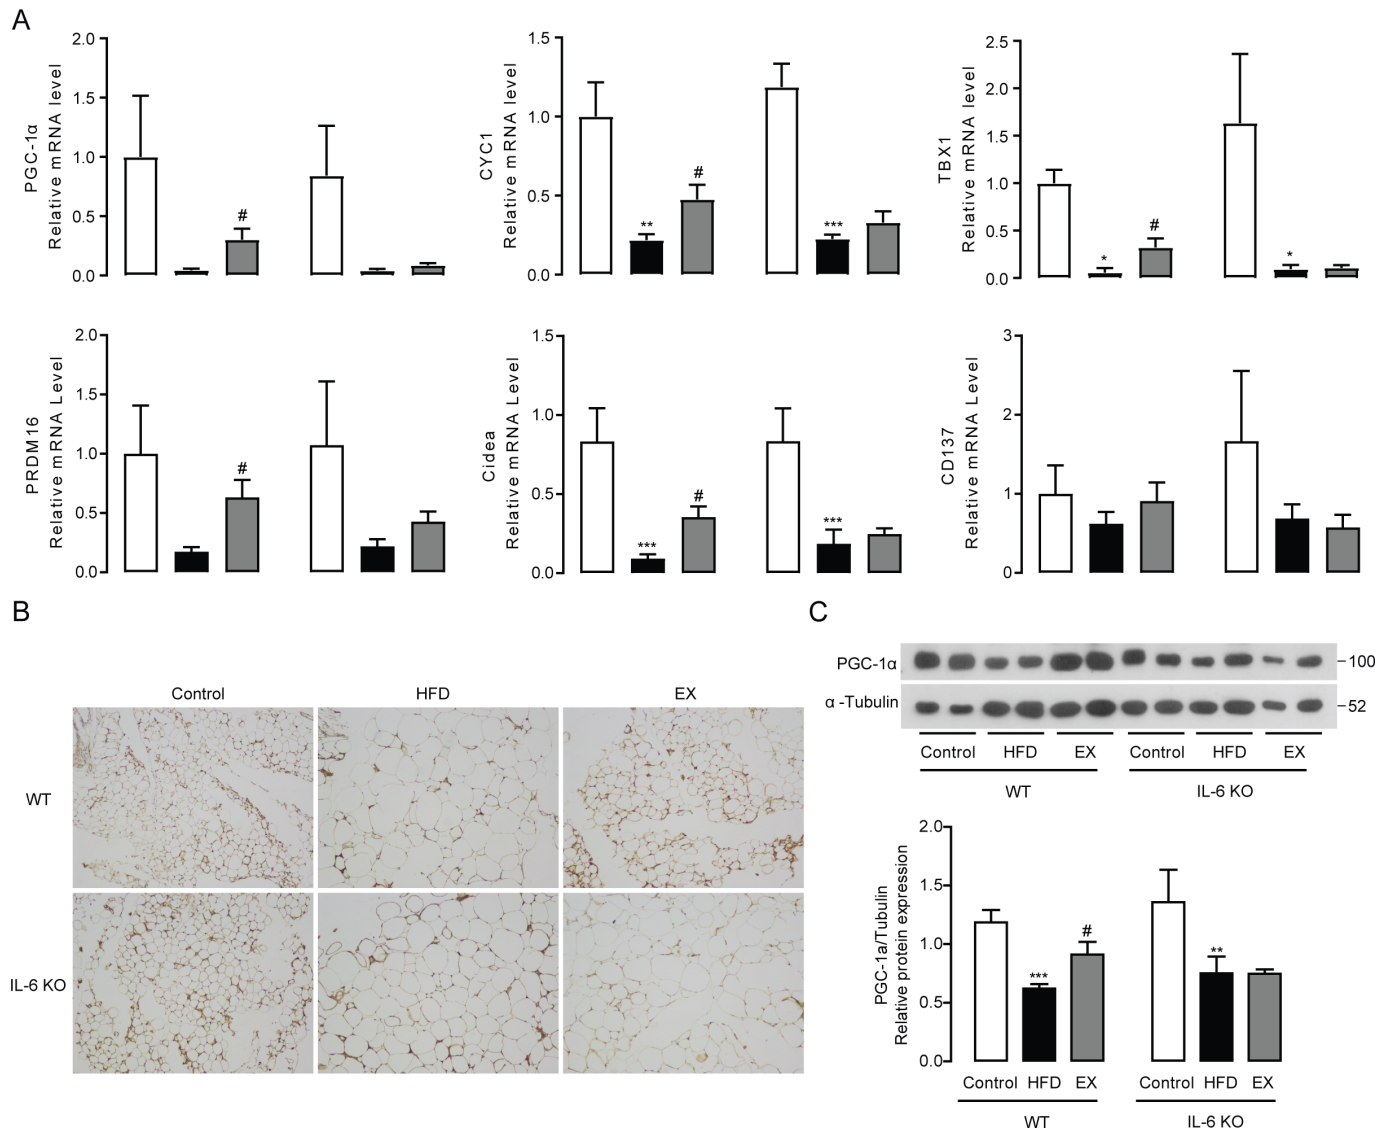 A
PGC-1α
Relative mRNA level
2.0
1.5
1.0
0.5
0.0
#
CYC1
Relative mRNA level
1.5
1.0
0.5
0.0
**
#
***
TBX1
Relative mRNA level
2.5
2.0
1.5
1.0
0.5
0
*
#
*
PRDM16
Relative mRNA Level
2.0
1.5
1.0
0.5
0.0
#
Cidea
Relative mRNA Level
1.5
1.0
0.5
0.0
***
#
***
CD137
Relative mRNA Level
3
2
1
0
B
Control HFD EX
WT
IL-6 KO
C
PGC-1α 100
α -Tubulin 52
Control HFD EX Control HFD EX
WT IL-6 KO
PGC-1a/Tubulin
Relative protein expression
2.0
1.5
1.0
0.5
0.0
***
#
**
Control HFD EX Control HFD EX
WT IL-6 KO